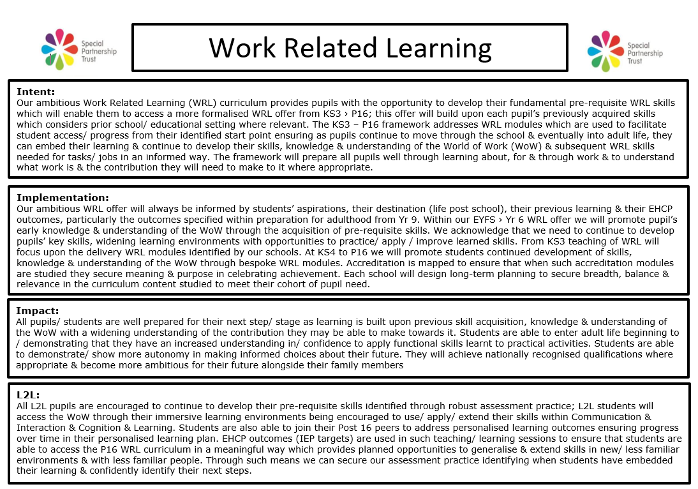 Special
Partnership
Trust
Work Related Learning
Special
Partnership
Trust
Intent:
Our ambitious Work Related Learning (WRL) curriculum provides pupils with the opportunity to develop their fundamental pre-requisite WRL skills
which will enable them to access a more formalised WRL offer from KS3 › P16; this offer will build upon each pupil's previously acquired skills
which considers prior school/ educational setting where relevant. The KS3 – P16 framework addresses WRL modules which are used to facilitate
student access/ progress from their identified start point ensuring as pupils continue to move through the school & eventually into adult life, they
can embed their learning & continue to develop their skills, knowledge & understanding of the World of Work (WoW) & subsequent WRL skills
needed for tasks/ jobs in an informed way. The framework will prepare all pupils well through learning about, for & through work & to understand
what work is & the contribution they will need to make to it where appropriate.
Implementation:
Our ambitious WRL offer will always be informed by students' aspirations, their destination (life post school), their previous learning & their EHCP
outcomes, particularly the outcomes specified within preparation for adulthood from Yr 9. Within our EYFS › Yr 6 WRL offer we will promote pupil's
early knowledge & understanding of the WoW through the acquisition of pre-requisite skills. We acknowledge that we need to continue to develop
pupils' key skills, widening learning environments with opportunities to practice/ apply / improve learned skills. From KS3 teaching of WRL will
focus upon the delivery WRL modules identified by our schools. At KS4 to P16 we will promote students continued development of skills,
knowledge & understanding of the WoW through bespoke WRL modules. Accreditation is mapped to ensure that when such accreditation modules
are studied they secure meaning & purpose in celebrating achievement. Each school will design long-term planning to secure breadth, balance &
relevance in the curriculum content studied to meet their cohort of pupil need.
Impact:
All pupils/ students are well prepared for their next step/ stage as learning is built upon previous skill acquisition, knowledge & understanding of
the WoW with a widening understanding of the contribution they may be able to make towards it. Students are able to enter adult life beginning to
/ demonstrating that they have an increased understanding in/ confidence to apply functional skills learnt to practical activities. Students are able
to demonstrate/ show more autonomy in making informed choices about their future. They will achieve nationally recognised qualifications where
appropriate & become more ambitious for their future alongside their family members
L2L:
All L2L pupils are encouraged to continue to develop their pre-requisite skills identified through robust assessment practice; L2L students will
access the WoW through their immersive learning environments being encouraged to use/ apply/ extend their skills within Communication &
Interaction & Cognition & Learning. Students are also able to join their Post 16 peers to address personalised learning outcomes ensuring progress
over time in their personalised learning plan. EHCP outcomes (IEP targets) are used in such teaching/ learning sessions to ensure that students are
able to access the P16 WRL curriculum in a meaningful way which provides planned opportunities to generalise & extend skills in new/ less familiar
environments & with less familiar people. Through such means we can secure our assessment practice identifying when students have embedded
their learning & confidently identify their next steps.